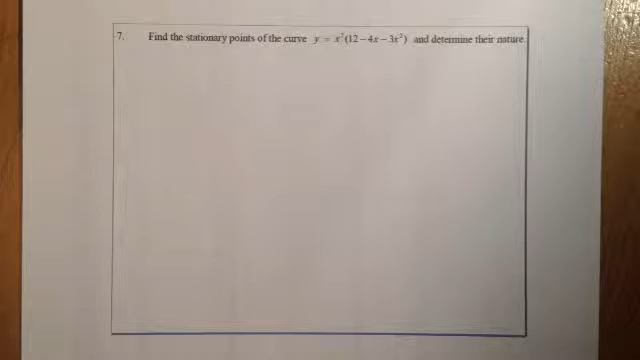 7. Find the stationary points of the curve y = x²(12 – 4x – 3x²) and determine their nature.